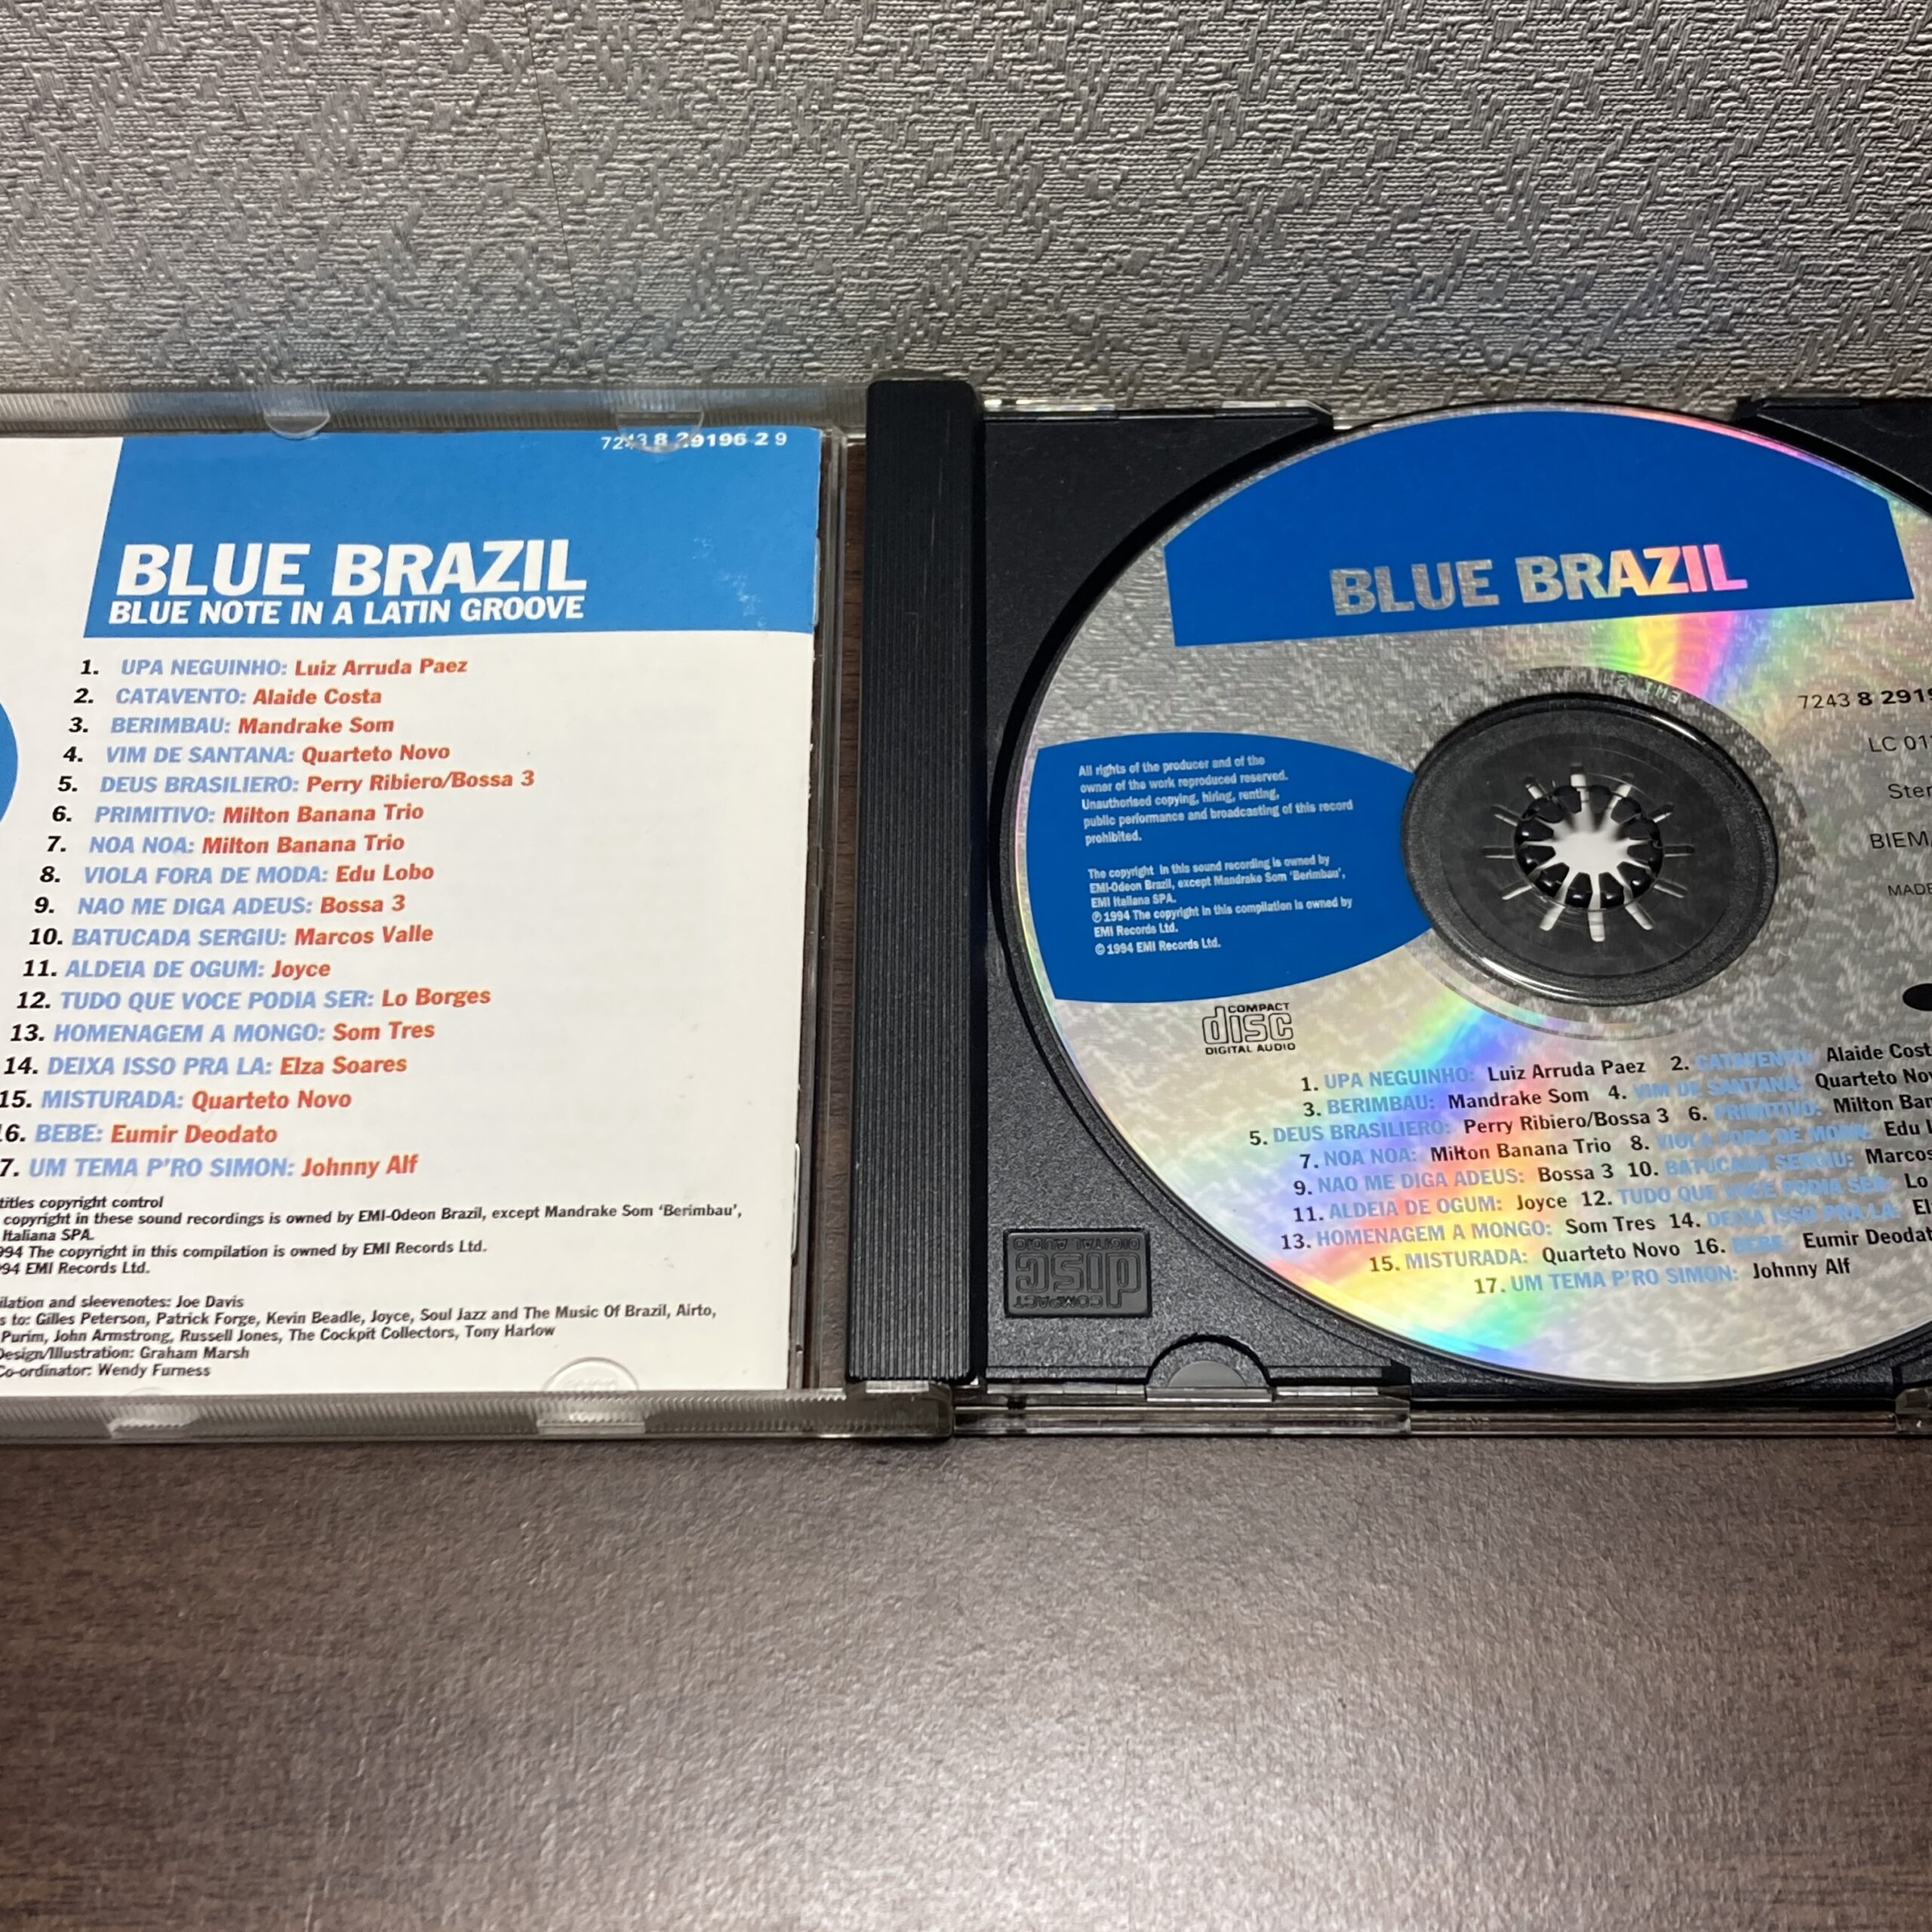 7243 8 29196 2 9
BLUE BRAZIL
BLUE NOTE IN A LATIN GROOVE
1. UPA NEGUINHO: Luiz Arruda Paez
2. CATAVENTO: Alaide Costa
3. BERIMBAU: Mandrake Som
4. VIM DE SANTANA: Quarteto Novo
5. DEUS BRASILIERO: Perry Ribiero/Bossa 3
6. PRIMITIVO: Milton Banana Trio
7. NOA NOA: Milton Banana Trio
8. VIOLA FORA DE MODA: Edu Lobo
9. NAO ME DIGA ADEUS: Bossa 3
10. BATUCADA SERGIU: Marcos Valle
11. ALDEIA DE OGUM: Joyce
12. TUDO QUE VOCE PODIA SER: Lo Borges
13. HOMENAGEM A MONGO: Som Tres
14. DEIXA ISSO PRA LA: Elza Soares
15. MISTURADA: Quarteto Novo
6. BEBE: Eumir Deodato
7. UM TEMA P'RO SIMON: Johnny Alf
titles copyright control
copyright in these sound recordings is owned by EMI-Odeon Brazil, except Mandrake Som ‘Berimbau’,
Italiana SPA.
994 The copyright in this compilation is owned by EMI Records Ltd.
94 EMI Records Ltd.
ilation and sleevenotes: Joe Davis
s to: Gilles Peterson, Patrick Forge, Kevin Beadle, Joyce, Soul Jazz and The Music Of Brazil, Airto,
Purim, John Armstrong, Russell Jones, The Cockpit Collectors, Tony Harlow
Design/Illustration: Graham Marsh
Co-ordinator: Wendy Furness
BLUE BRAZIL
7243 8 2919
LC 01
Ster
BIEM
MADE
All rights of the producer and of the
owner of the work reproduced reserved.
Unauthorised copying, hiring, renting,
public performance and broadcasting of this record
prohibited.
The copyright in this sound recording is owned by
EMI-Odeon Brazil, except Mandrake Som ‘Berimbau’,
EMI Italiana SPA.
℗ 1994 The copyright in this compilation is owned by
EMI Records Ltd.
© 1994 EMI Records Ltd.
COMPACT
disc
DIGITAL AUDIO
1. UPA NEGUINHO: Luiz Arruda Paez 2. CATAVENTO: Alaide Cost
3. BERIMBAU: Mandrake Som 4. VIM DE SANTANA: Quarteto Nov
5. DEUS BRASILIERO: Perry Ribiero/Bossa 3 6. PRIMITIVO: Milton Ban
7. NOA NOA: Milton Banana Trio 8. VIOLA FORA DE MODA: Edu L
9. NAO ME DIGA ADEUS: Bossa 3 10. BATUCADA SERGIU: Marcos
11. ALDEIA DE OGUM: Joyce 12. TUDO QUE VOCE PODIA SER: Lo
13. HOMENAGEM A MONGO: Som Tres 14. DEIXA ISSO PRA LA: El
15. MISTURADA: Quarteto Novo 16. BEBE: Eumir Deodat
17. UM TEMA P'RO SIMON: Johnny Alf
COMPACT
disc
DIGITAL AUDIO